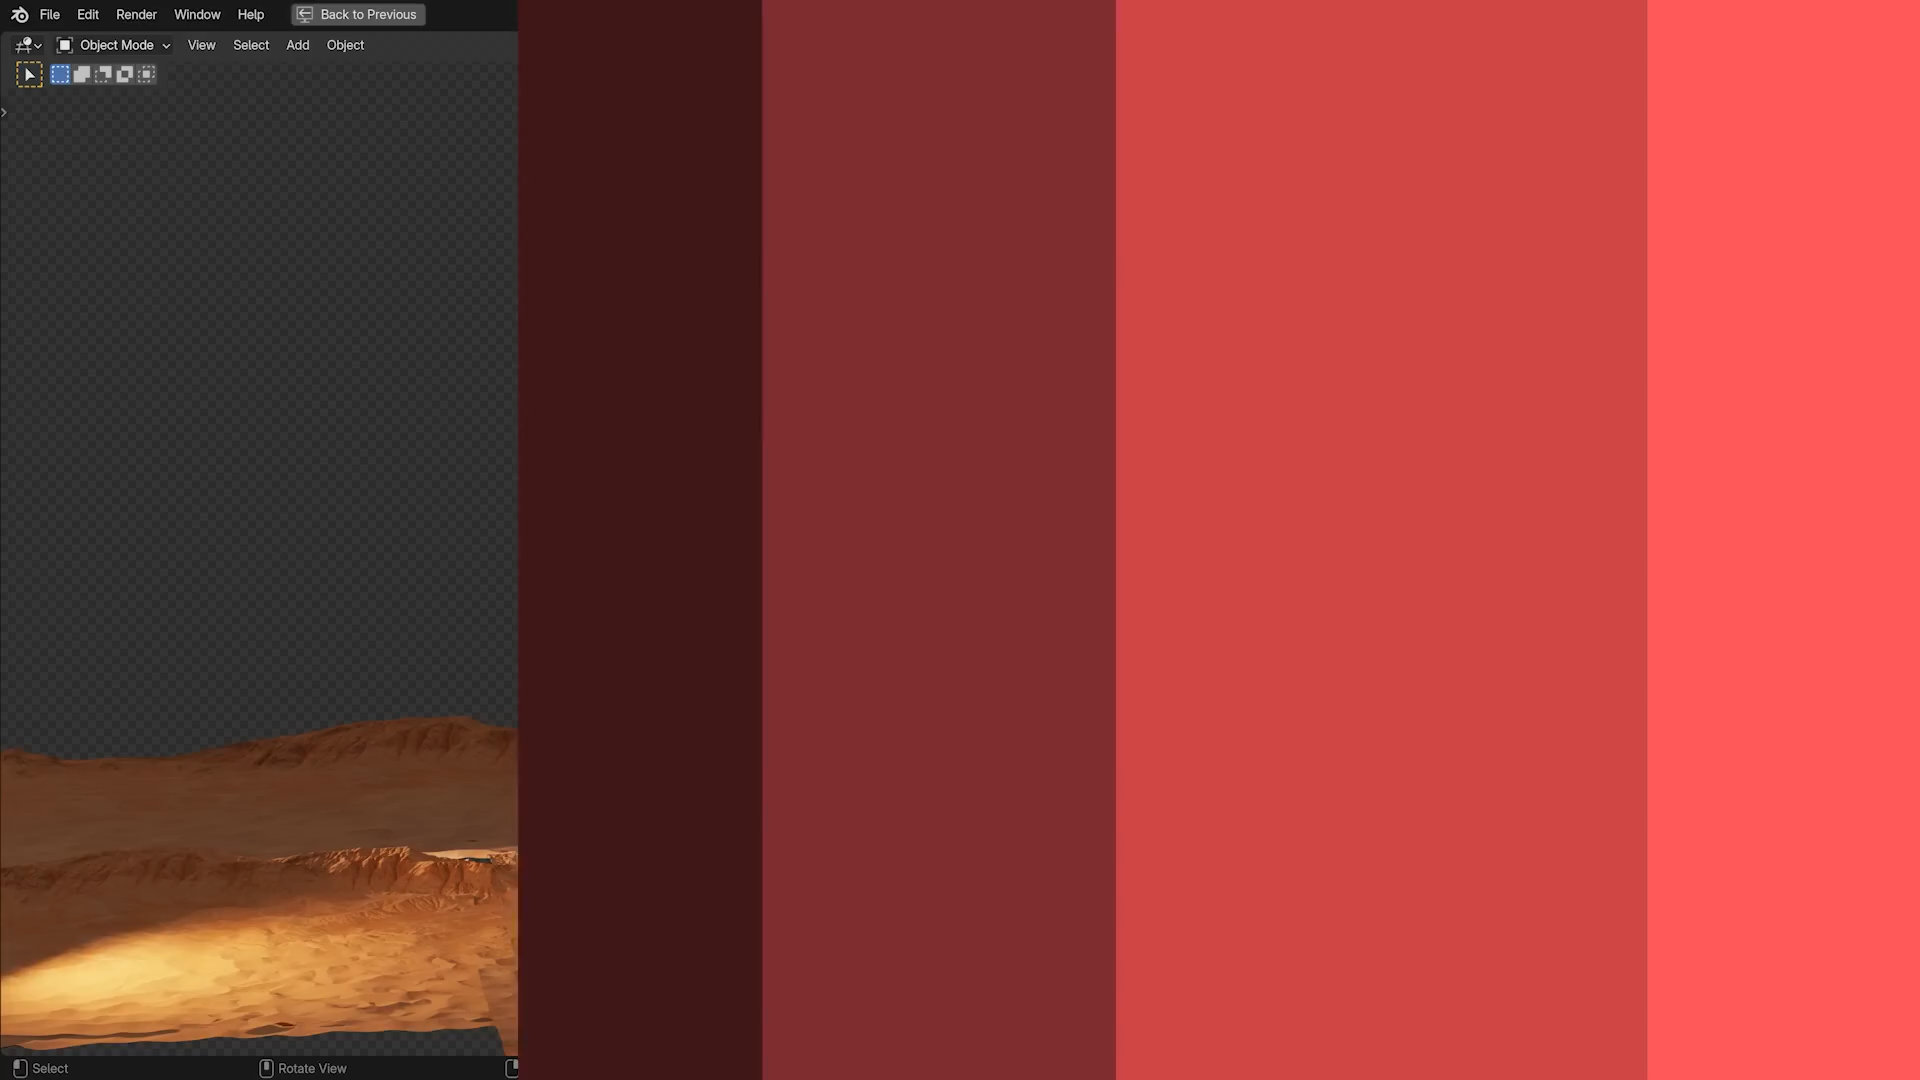 File Edit Render Window Help Back to Previous
Object Mode View Select Add Object
Select Rotate View